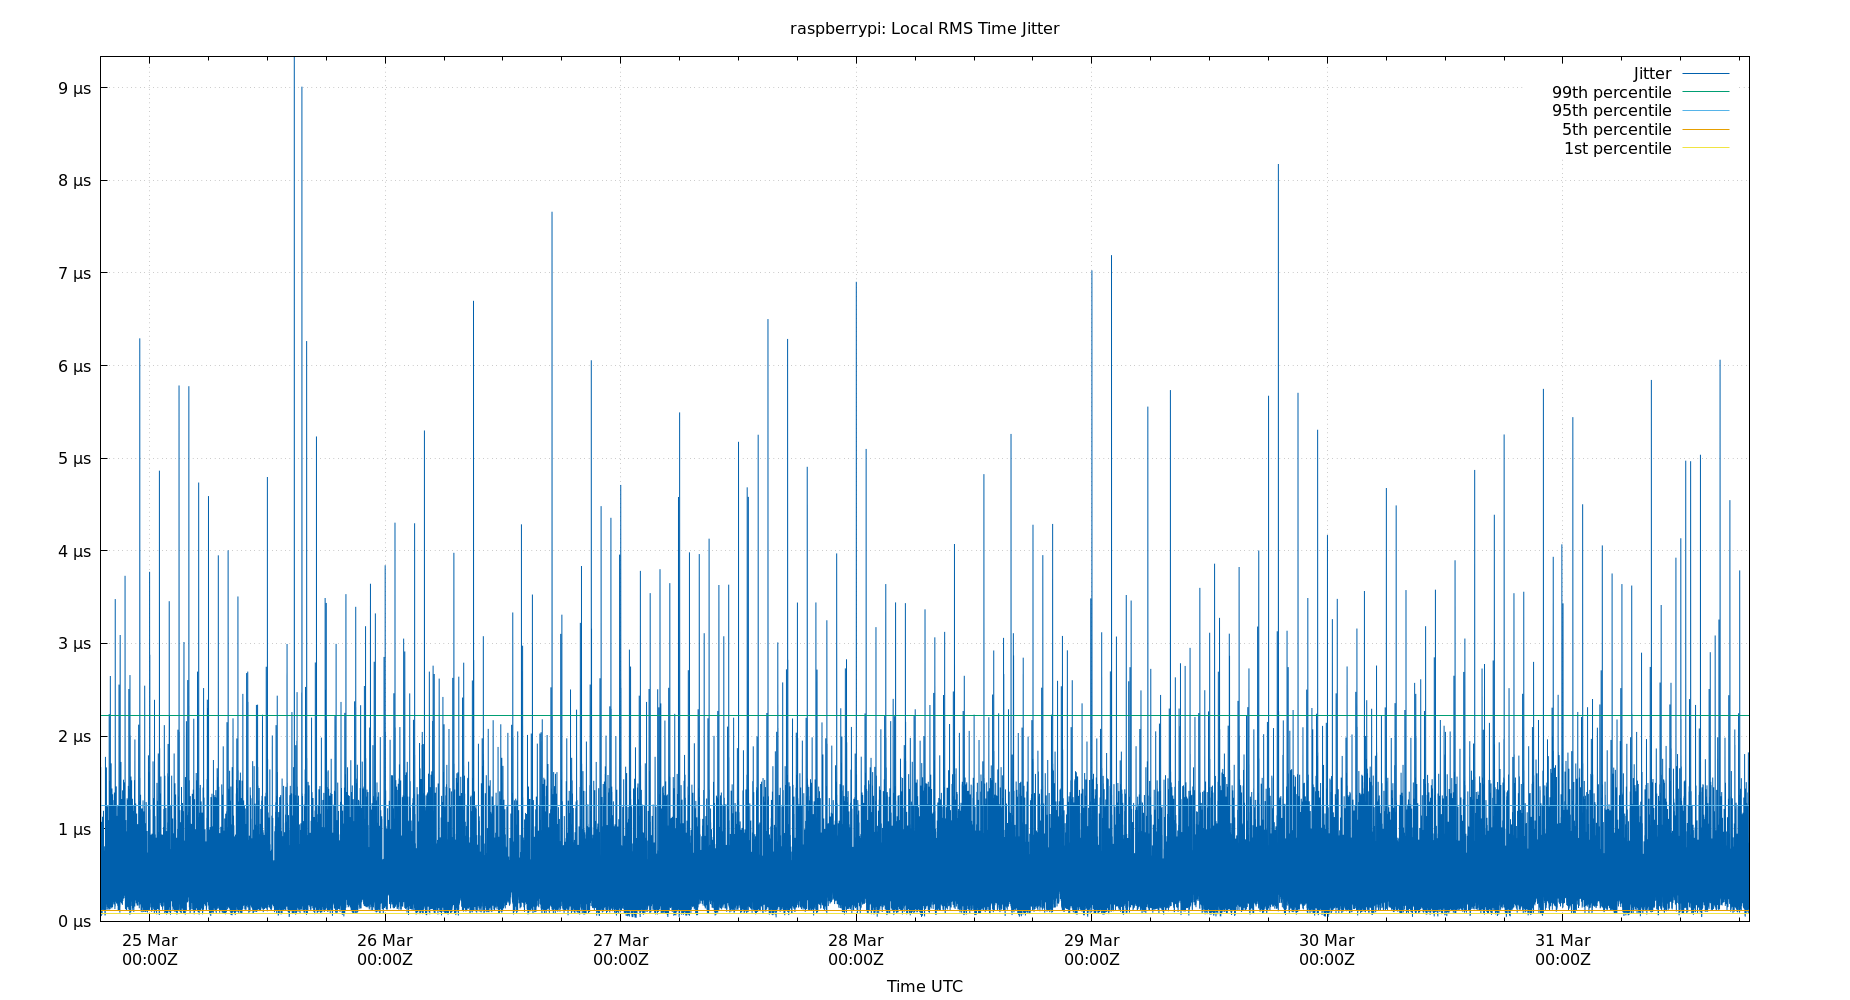 raspberrypi: Local RMS Time Jitter
Jitter
99th percentile
95th percentile
5th percentile
1st percentile
9 µs
8 µs
7 µs
6 µs
5 µs
4 µs
3 µs
2 µs
1 µs
0 µs
25 Mar 26 Mar 27 Mar 28 Mar 29 Mar 30 Mar 31 Mar
00:00Z 00:00Z 00:00Z 00:00Z 00:00Z 00:00Z 00:00Z
Time UTC